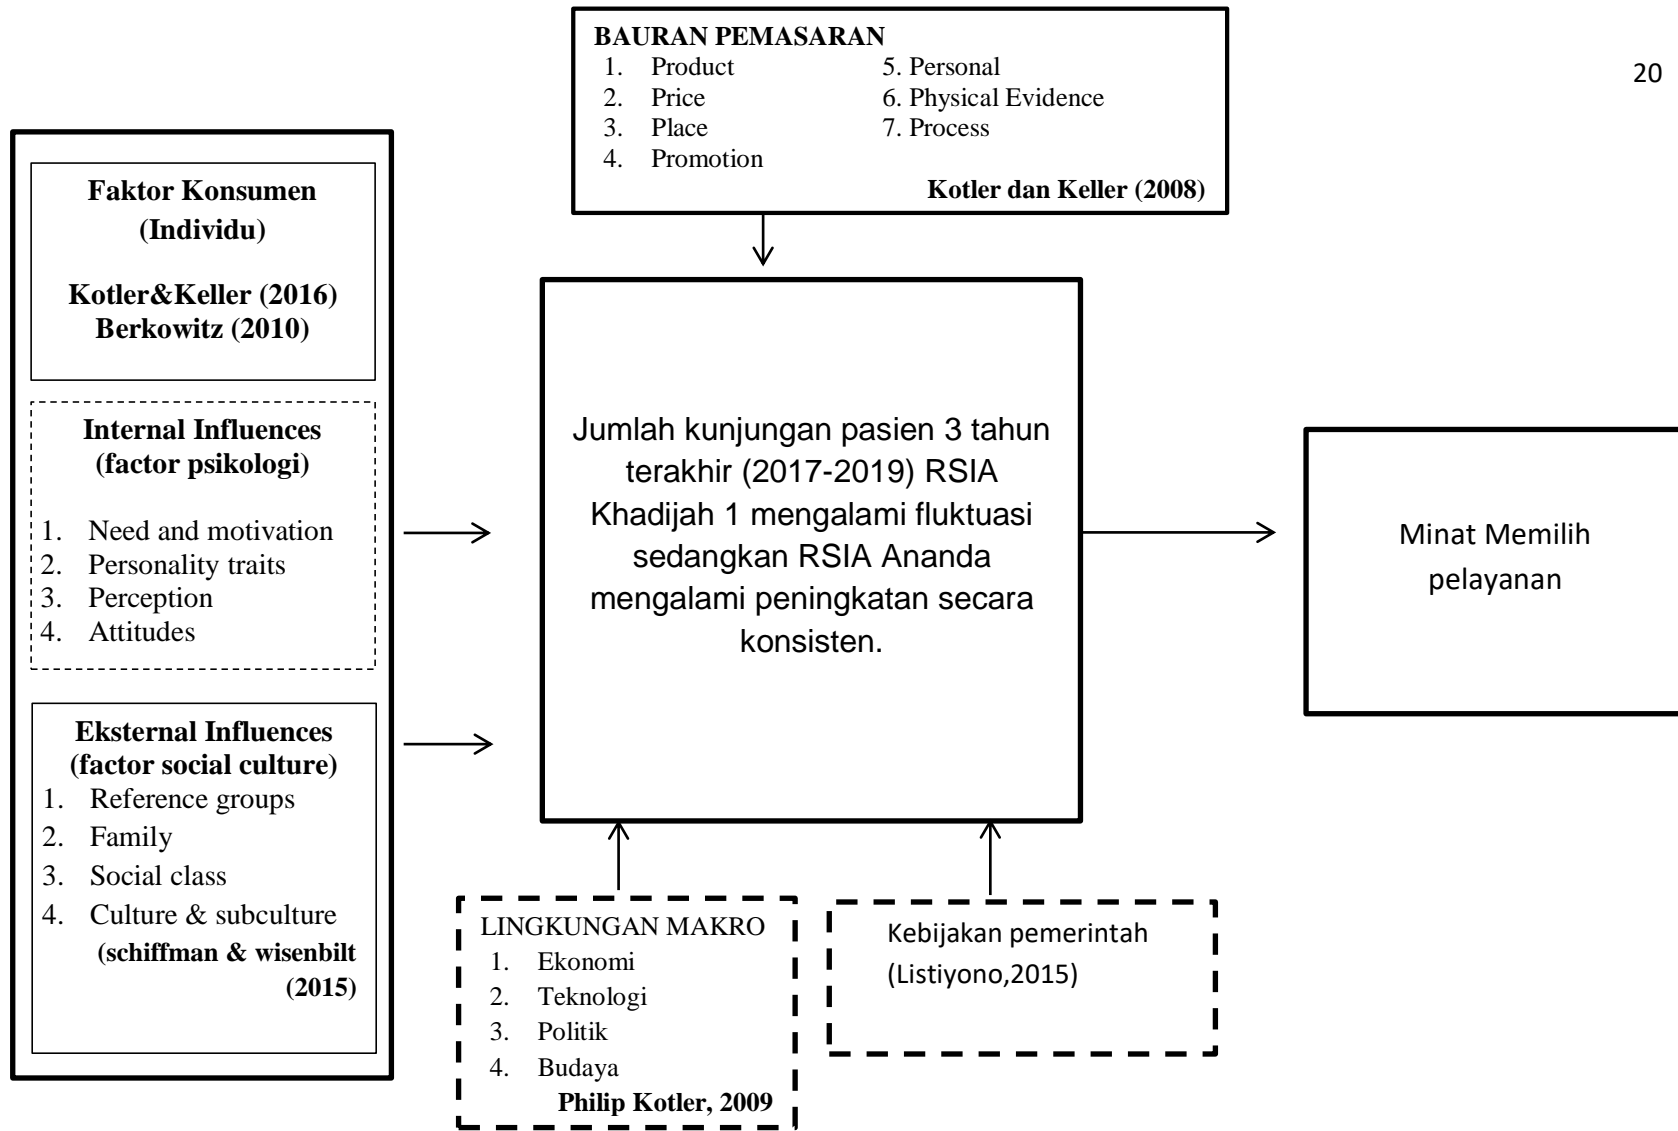 20
BAURAN PEMASARAN
1. Product
2. Price
3. Place
4. Promotion
5. Personal
6. Physical Evidence
7. Process
Kotler dan Keller (2008)
Faktor Konsumen
(Individu)
Kotler&Keller (2016)
Berkowitz (2010)
Internal Influences
(factor psikologi)
1. Need and motivation
2. Personality traits
3. Perception
4. Attitudes
Eksternal Influences
(factor social culture)
1. Reference groups
2. Family
3. Social class
4. Culture & subculture
(schiffman & wisenbilt
(2015)
Jumlah kunjungan pasien 3 tahun
terakhir (2017-2019) RSIA
Khadijah 1 mengalami fluktuasi
sedangkan RSIA Ananda
mengalami peningkatan secara
konsisten.
Minat Memilih
pelayanan
LINGKUNGAN MAKRO
1. Ekonomi
2. Teknologi
3. Politik
4. Budaya
Philip Kotler, 2009
Kebijakan pemerintah
(Listiyono,2015)